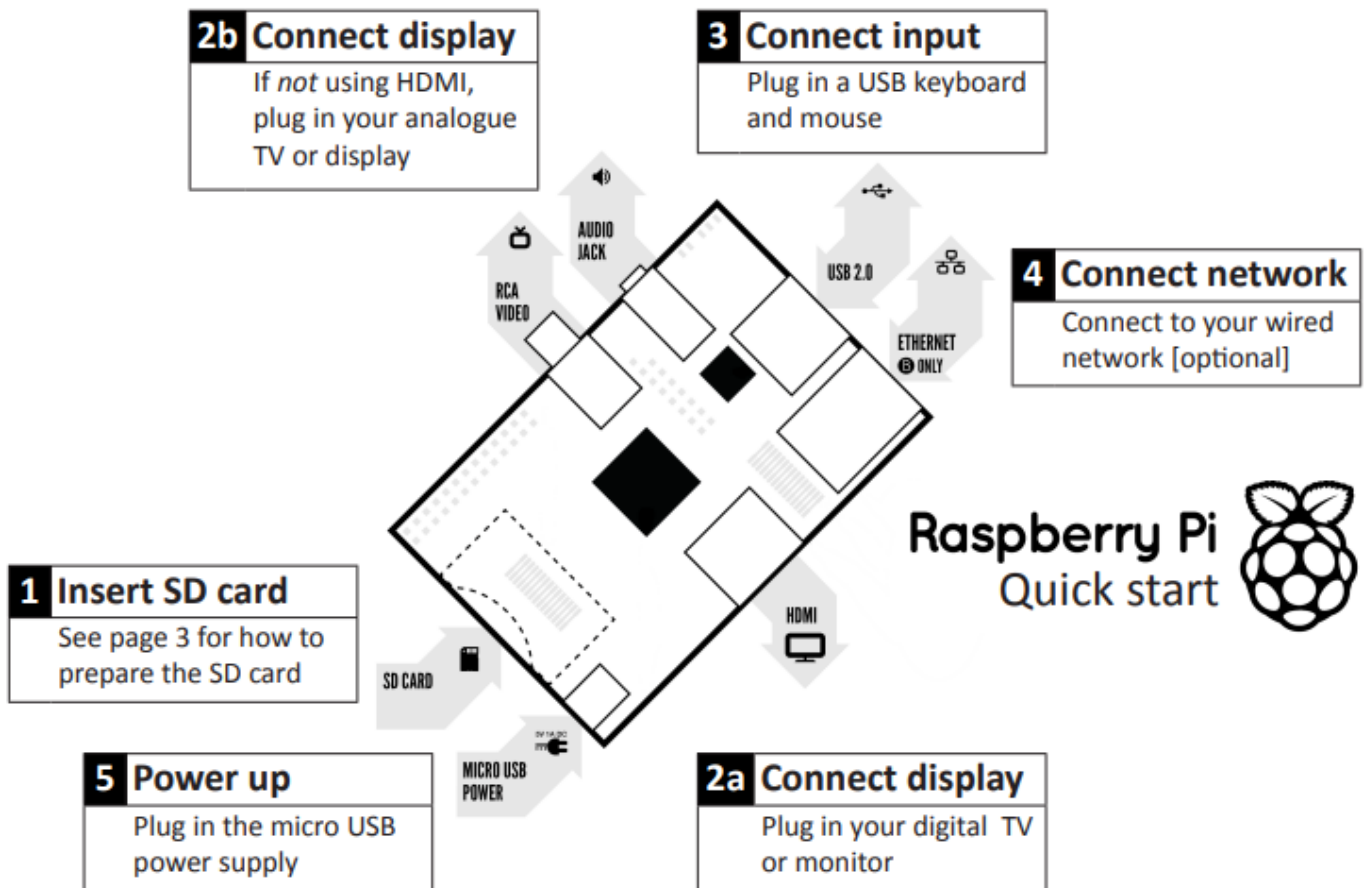 2b Connect display
If not using HDMI,
plug in your analogue
TV or display
3 Connect input
Plug in a USB keyboard
and mouse
AUDIO
JACK
RCA
VIDEO
USB 2.0
ETHERNET
B ONLY
4 Connect network
Connect to your wired
network [optional]
Raspberry Pi
Quick start
1 Insert SD card
See page 3 for how to
prepare the SD card
SD CARD
HDMI
5V 1A DC
MICRO USB
POWER
5 Power up
Plug in the micro USB
power supply
2a Connect display
Plug in your digital TV
or monitor